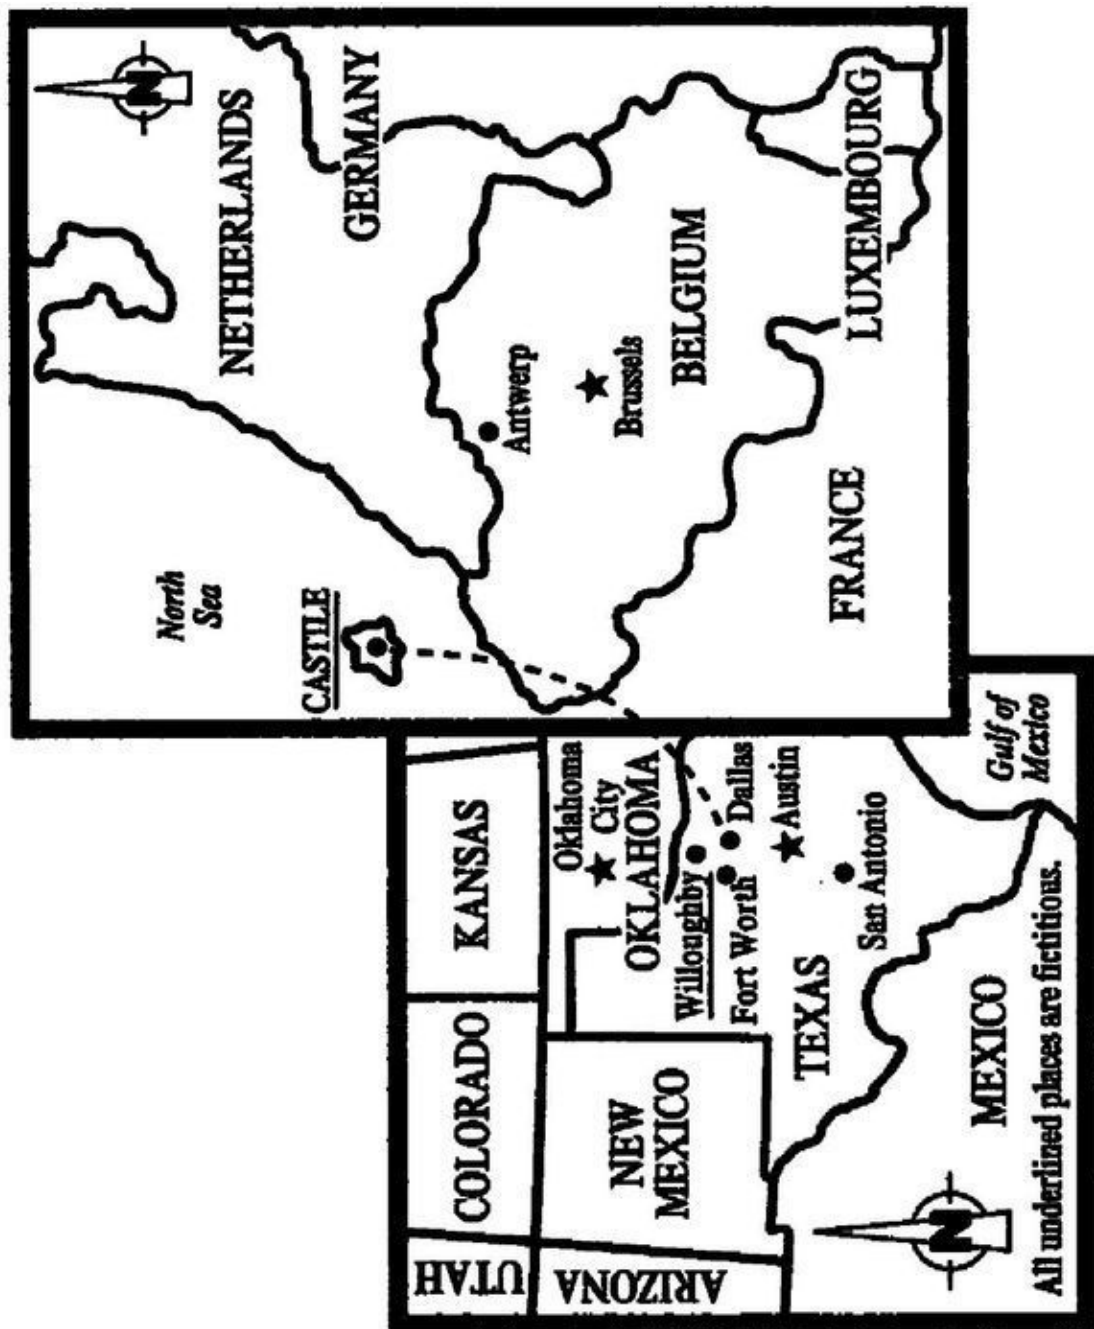 North
Sea
NETHERLANDS
N
CASTILE
GERMANY
Antwerp
Brussels
BELGIUM
FRANCE
LUXEMBOURG
UTAH
COLORADO
KANSAS
Oklahoma
City
ARIZONA
NEW
MEXICO
OKLAHOMA
Willoughby
Fort Worth
Dallas
TEXAS
Austin
San Antonio
N
MEXICO
Gulf of
Mexico
All underlined places are fictitious.